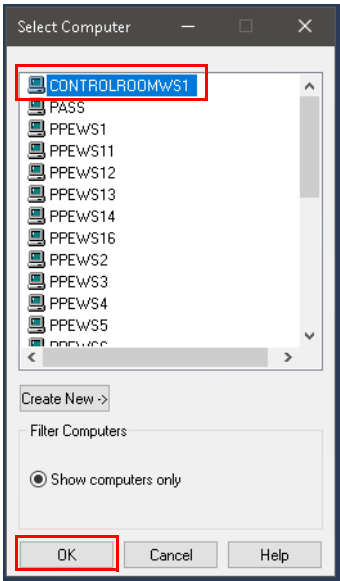 Select Computer
CONTROLROOMWS1
PASS
PPEWS1
PPEWS11
PPEWS12
PPEWS13
PPEWS14
PPEWS16
PPEWS2
PPEWS3
PPEWS4
PPEWS5
Create New ->
Filter Computers
Show computers only
OK Cancel Help